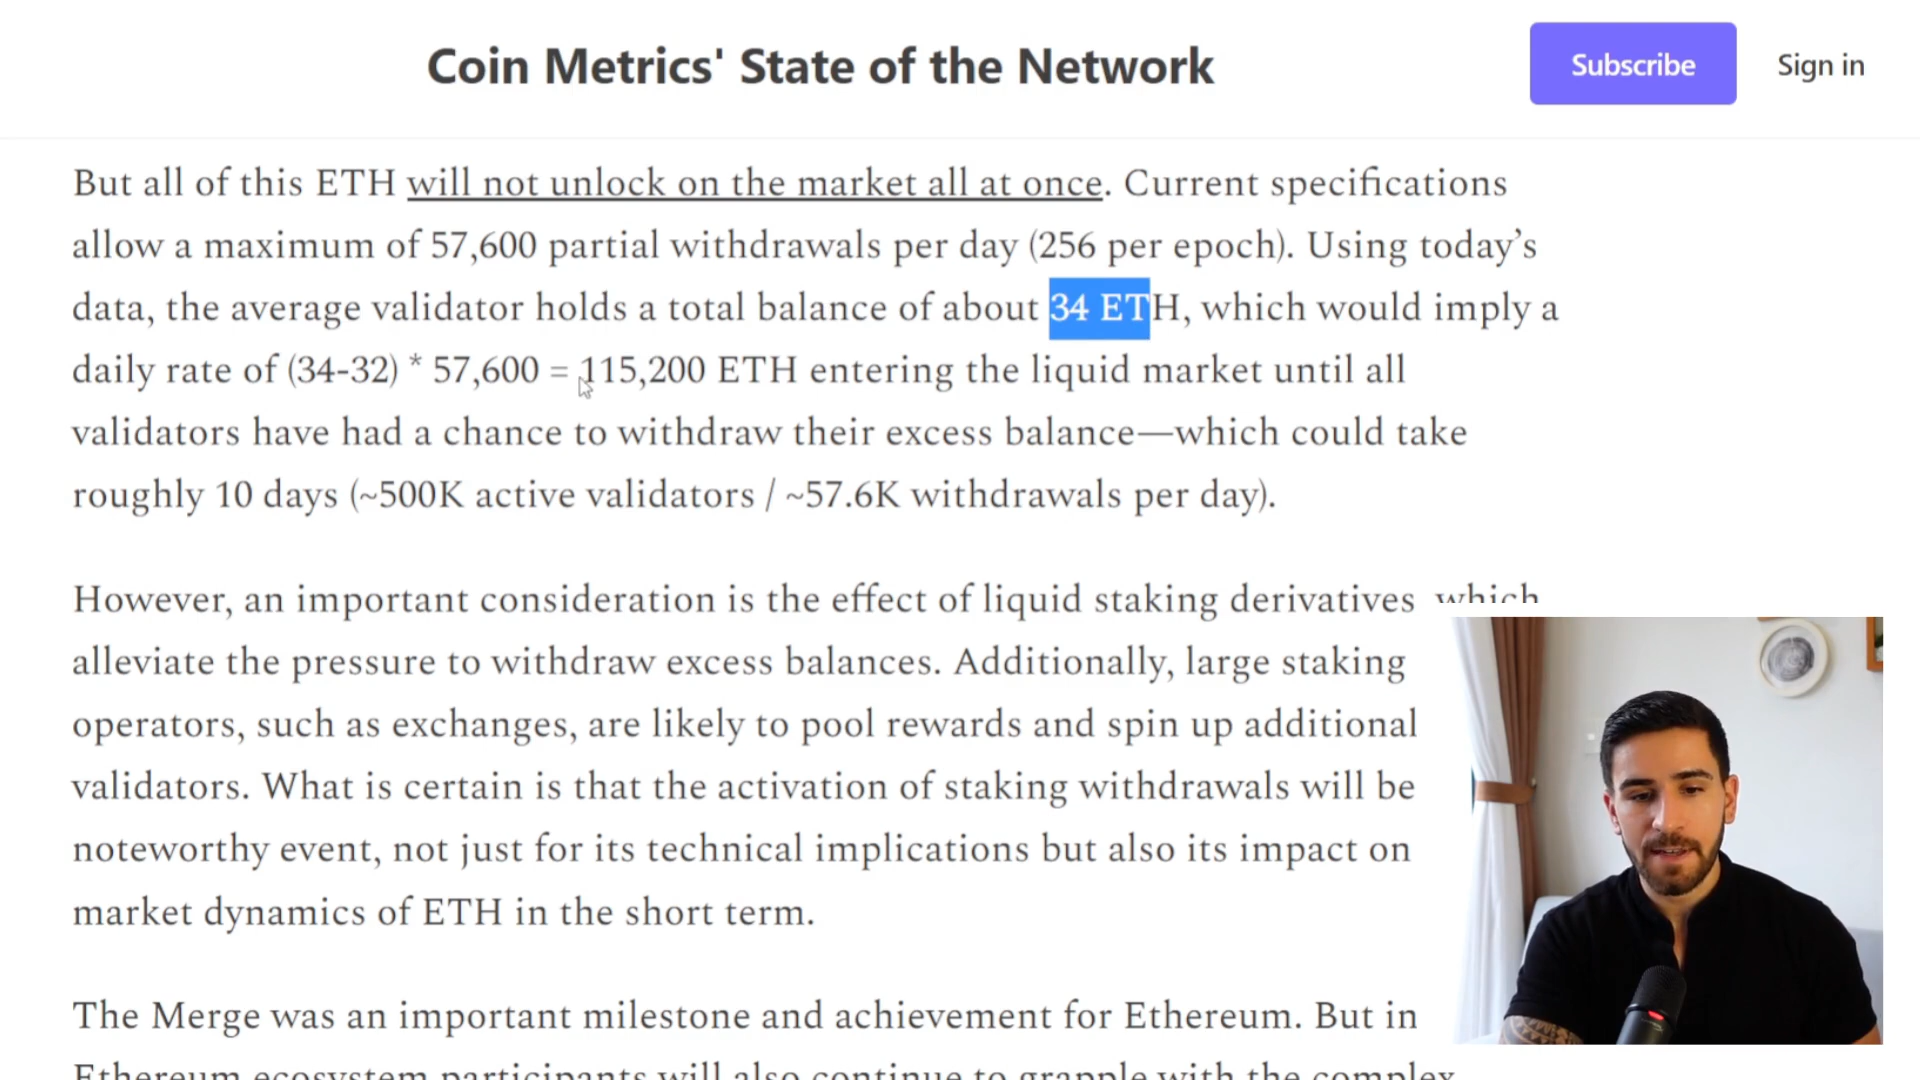 Coin Metrics' State of the Network
Subscribe
Sign in
But all of this ETH will not unlock on the market all at once. Current specifications
allow a maximum of 57,600 partial withdrawals per day (256 per epoch). Using today’s
data, the average validator holds a total balance of about 34 ETH, which would imply a
daily rate of (34-32) * 57,600 = 115,200 ETH entering the liquid market until all
validators have had a chance to withdraw their excess balance—which could take
roughly 10 days (~500K active validators / ~57.6K withdrawals per day).
However, an important consideration is the effect of liquid staking derivatives which
alleviate the pressure to withdraw excess balances. Additionally, large staking
operators, such as exchanges, are likely to pool rewards and spin up additional
validators. What is certain is that the activation of staking withdrawals will be
noteworthy event, not just for its technical implications but also its impact on
market dynamics of ETH in the short term.
The Merge was an important milestone and achievement for Ethereum. But in
Ethereum ecosystem participants will also continue to grapple with the complex